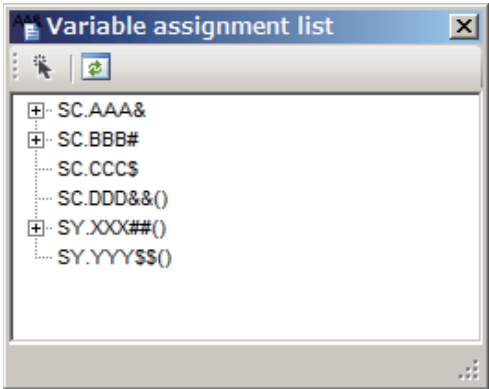 Variable assignment list
SC.AAA&
SC.BBB#
SC.CCC$
SC.DDD&&()
SY.XXX##()
SY.YYY$$()